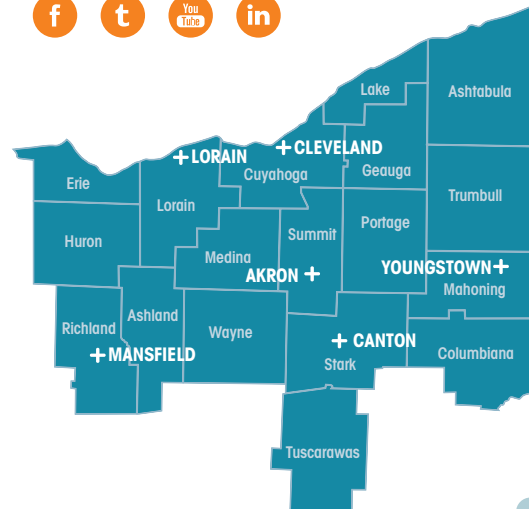 f
t
You
Tube
in
Lake
Ashtabula
+ CLEVELAND
+ LORAIN
Cuyahoga
Geauga
Erie
Trumbull
Lorain
Portage
Summit
Huron
Medina
YOUNGSTOWN +
AKRON +
Mahoning
Ashland
Richland
Wayne
+ CANTON
+ MANSFIELD
Columbiana
Stark
Tuscarawas